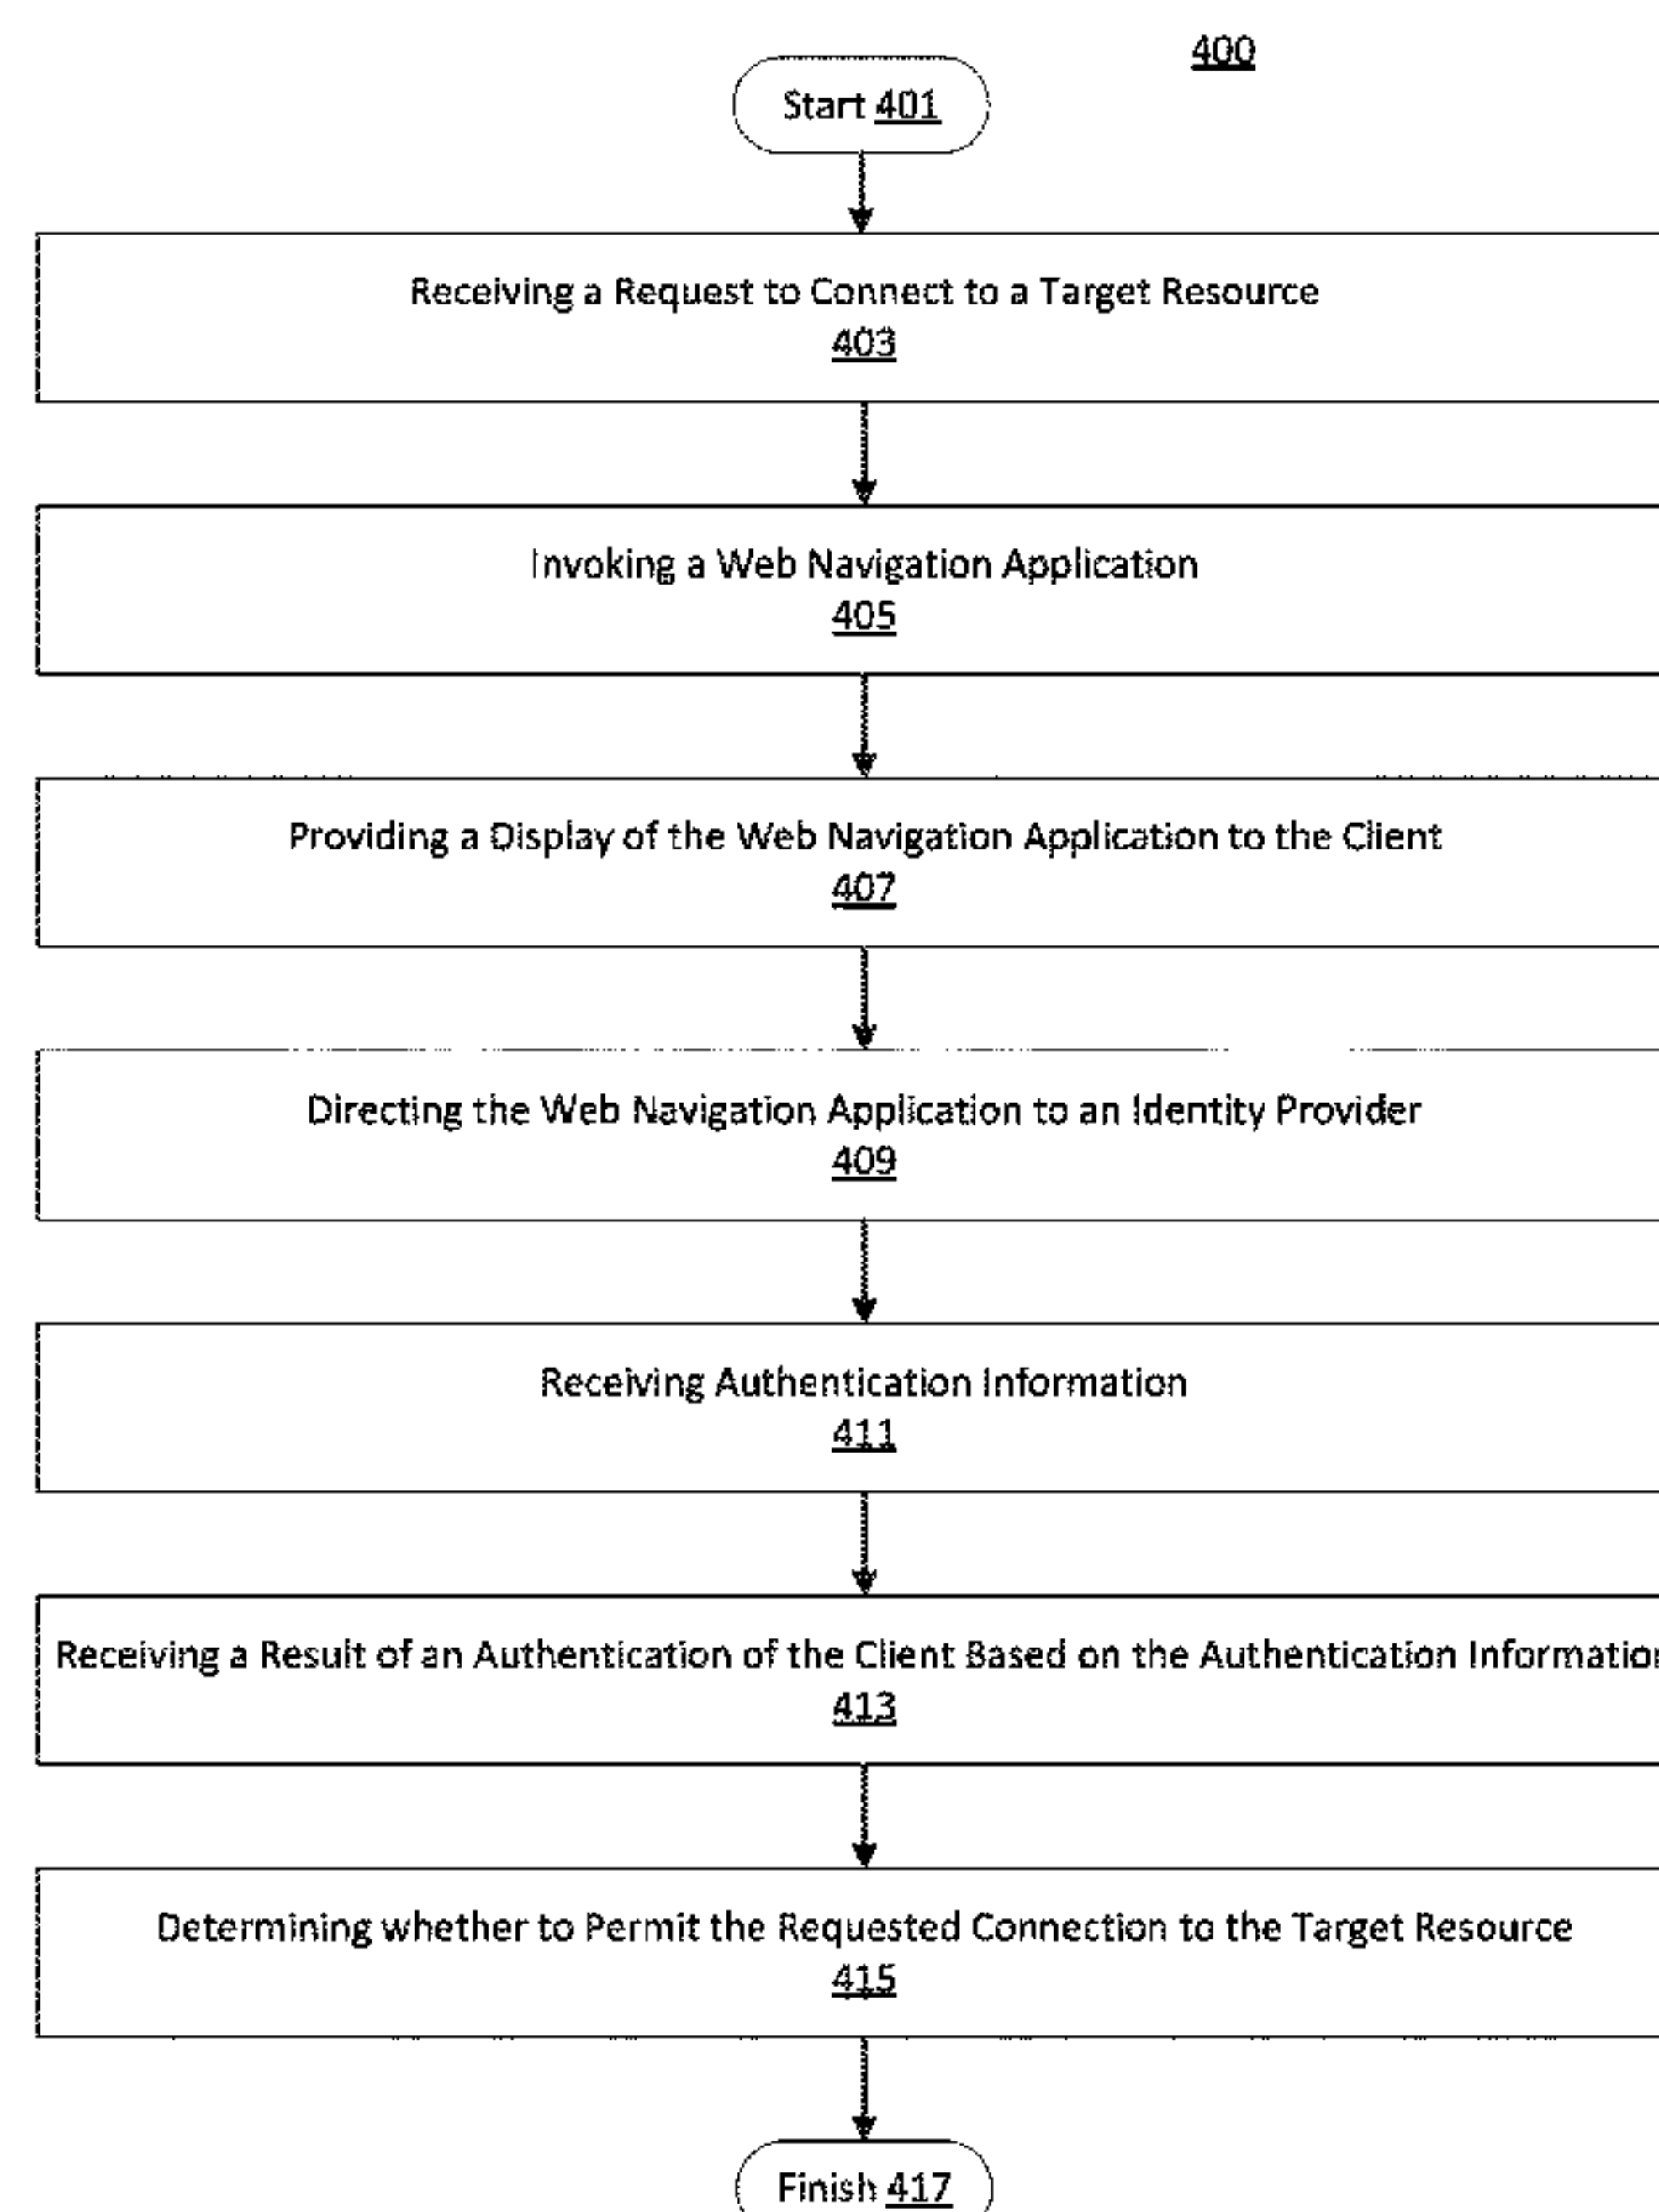 400
Start 401
Receiving a Request to Connect to a Target Resource
403
Invoking a Web Navigation Application
405
Providing a Display of the Web Navigation Application to the Client
407
Directing the Web Navigation Application to an Identity Provider
409
Receiving Authentication Information
411
Receiving a Result of an Authentication of the Client Based on the Authentication Information
413
Determining whether to Permit the Requested Connection to the Target Resource
415
Finish 417